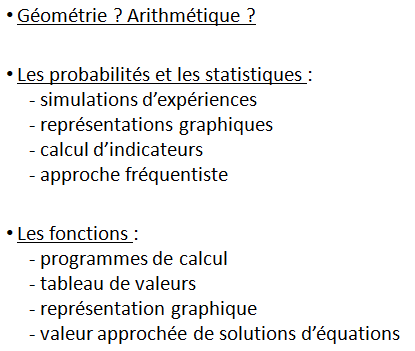 • Géométrie ? Arithmétique ?
• Les probabilités et les statistiques :
- simulations d’expériences
- représentations graphiques
- calcul d’indicateurs
- approche fréquentiste
• Les fonctions :
- programmes de calcul
- tableau de valeurs
- représentation graphique
- valeur approchée de solutions d’équations